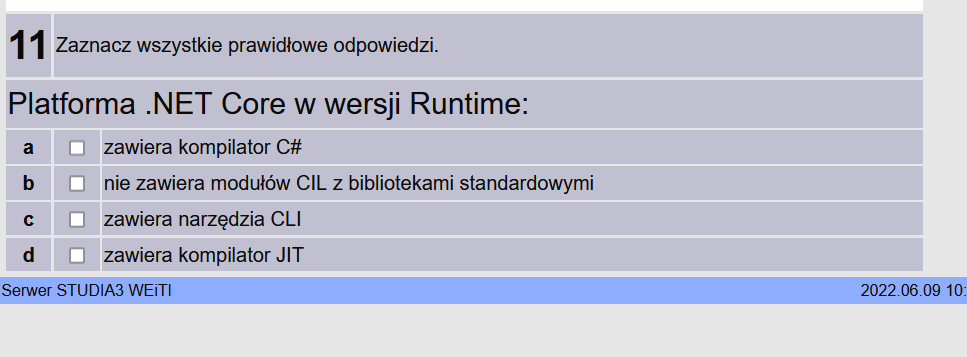 11 Zaznacz wszystkie prawidłowe odpowiedzi.
Platforma .NET Core w wersji Runtime:
a zawiera kompilator C#
b nie zawiera modułów CIL z bibliotekami standardowymi
c zawiera narzędzia CLI
d zawiera kompilator JIT
Serwer STUDIA3 WEiTI 2022.06.09 10: